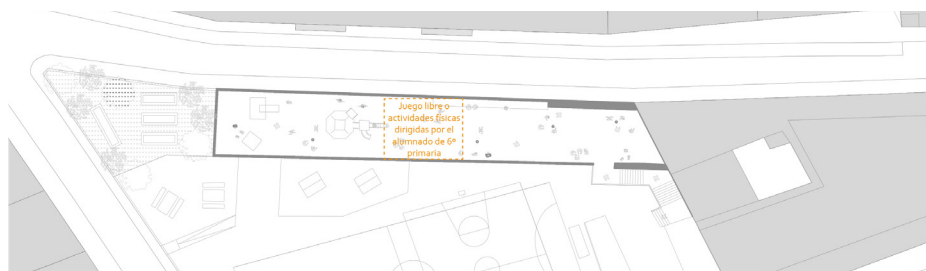 Juego libre o
actividades físicas
dirigidas por el
alumnado de 6º
primaria